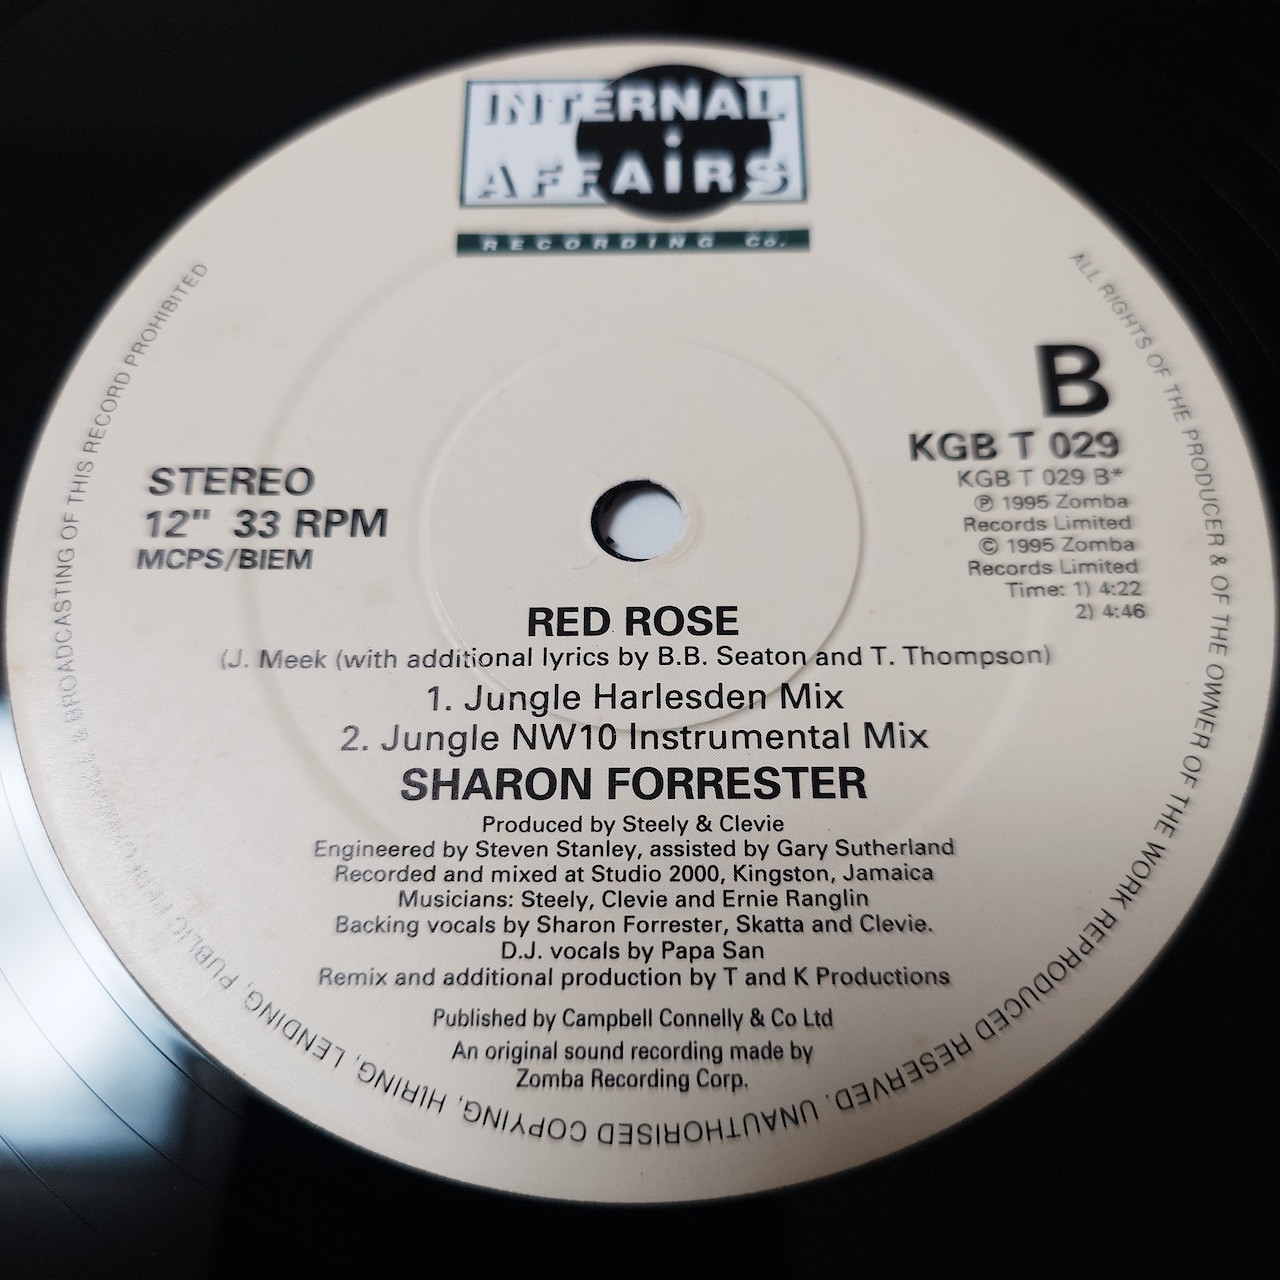 INTERNAL
AFFAIRS
RECORDING Co.
B
KGB T 029
KGB T 029 B*
℗ 1995 Zomba
Records Limited
© 1995 Zomba
Records Limited
Time: 1) 4:22
2) 4:46
STEREO
12" 33 RPM
MCPS/BIEM
RED ROSE
(J. Meek (with additional lyrics by B.B. Seaton and T. Thompson)
1. Jungle Harlesden Mix
2. Jungle NW10 Instrumental Mix
SHARON FORRESTER
Produced by Steely & Clevie
Engineered by Steven Stanley, assisted by Gary Sutherland
Recorded and mixed at Studio 2000, Kingston, Jamaica
Musicians: Steely, Clevie and Ernie Ranglin
Backing vocals by Sharon Forrester, Skatta and Clevie.
D.J. vocals by Papa San
Remix and additional production by T and K Productions
Published by Campbell Connelly & Co Ltd
An original sound recording made by
Zomba Recording Corp.
ALL RIGHTS OF THE PRODUCER & OF THE OWNER OF THE WORK REPRODUCED RESERVED. UNAUTHORISED COPYING, HIRING, LENDING, PUBLIC PERFORMANCE & BROADCASTING OF THIS RECORD PROHIBITED